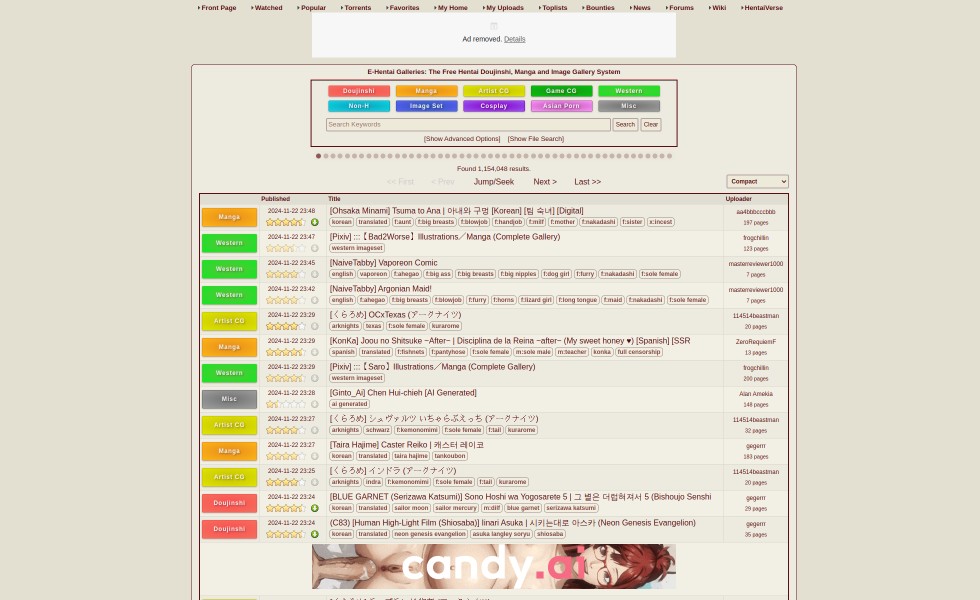 Front Page Watched Popular Torrents Favorites My Home My Uploads Toplists Bounties News Forums Wiki HentaiVerse
Ad removed. Details
E-Hentai Galleries: The Free Hentai Doujinshi, Manga and Image Gallery System
Doujinshi Manga Artist CG Game CG Western
Non-H Image Set Cosplay Asian Porn Misc
Search Keywords Search Clear
[Show Advanced Options] [Show File Search]
Found 1,154,048 results.
<< First < Prev Jump/Seek Next > Last >> Compact
Published Title Uploader
Manga 2024-11-22 23:48 [Ohsaka Minami] Tsuma to Ana | 아내와 구멍 [Korean] [팀 숙녀] [Digital] aa4bbbcccbbb
korean translated f:aunt f:big breasts f:blowjob f:handjob f:milf f:mother f:nakadashi f:sister x:incest 197 pages
Western 2024-11-22 23:47 [Pixiv] ::: 【 Bad2Worse 】 Illustrations／Manga (Complete Gallery) frogchillin
western imageset 123 pages
Western 2024-11-22 23:45 [NaiveTabby] Vaporeon Comic masterreviewer1000
english vaporeon f:ahegao f:big ass f:big breasts f:big nipples f:dog girl f:furry f:nakadashi f:sole female 7 pages
Western 2024-11-22 23:42 [NaiveTabby] Argonian Maid! masterreviewer1000
english f:ahegao f:big breasts f:blowjob f:furry f:horns f:lizard girl f:long tongue f:maid f:nakadashi f:sole female 7 pages
Artist CG 2024-11-22 23:29 [くらろめ] OCxTexas (アークナイツ) 114514beastman
arknights texas f:sole female kurarome 20 pages
Manga 2024-11-22 23:29 [KonKa] Joou no Shitsuke ~After~ | Disciplina de la Reina ~after~ (My sweet honey ♥) [Spanish] [SSR ZeroRequiemF
spanish translated f:fishnets f:pantyhose f:sole female m:sole male m:teacher konka full censorship 13 pages
Western 2024-11-22 23:29 [Pixiv] ::: 【 Saro 】 Illustrations／Manga (Complete Gallery) frogchillin
western imageset 200 pages
Misc 2024-11-22 23:28 [Ginto_Ai] Chen Hui-chieh [AI Generated] Alan Amekia
ai generated 148 pages
Artist CG 2024-11-22 23:27 [くらろめ] シュヴァルツ いちゃらぶえっち (アークナイツ) 114514beastman
arknights schwarz f:kemonomimi f:sole female f:tail kurarome 32 pages
Manga 2024-11-22 23:27 [Taira Hajime] Caster Reiko | 캐스터 레이코 gegerrr
korean translated taira hajime tankoubon 183 pages
Artist CG 2024-11-22 23:25 [くらろめ] インドラ (アークナイツ) 114514beastman
arknights indra f:kemonomimi f:sole female f:tail kurarome 20 pages
Doujinshi 2024-11-22 23:24 [BLUE GARNET (Serizawa Katsumi)] Sono Hoshi wa Yogosarete 5 | 그 별은 더럽혀져서 5 (Bishoujo Senshi gegerrr
korean translated sailor moon sailor mercury m:dilf blue garnet serizawa katsumi 29 pages
Doujinshi 2024-11-22 23:24 (C83) [Human High-Light Film (Shiosaba)] Iinari Asuka | 시키는대로 아스카 (Neon Genesis Evangelion) gegerrr
korean translated neon genesis evangelion asuka langley soryu shiosaba 35 pages
candy.ai